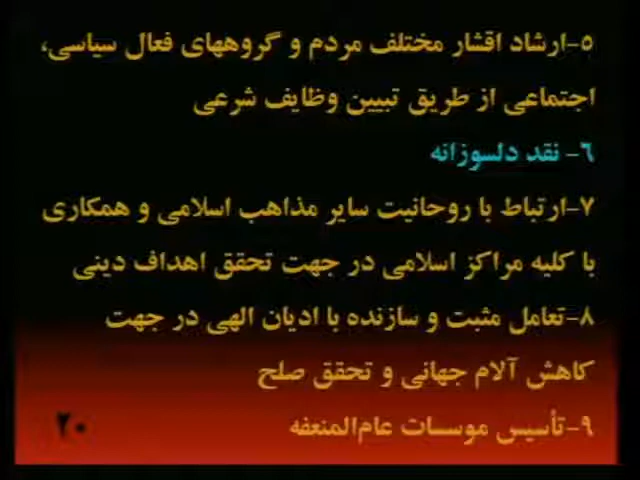 ۵-ارشاد اقشار مختلف مردم و گروههای فعال سیاسی،
اجتماعی از طریق تبیین وظایف شرعی
۶- نقد دلسوزانه
۷-ارتباط با روحانیت سایر مذاهب اسلامی و همکاری
با کلیه مراکز اسلامی در جهت تحقق اهداف دینی
۸-تعامل مثبت و سازنده با ادیان الهی در جهت
کاهش آلام جهانی و تحقق صلح
۹-تأسیس موسسات عام‌المنعفه
۲۰